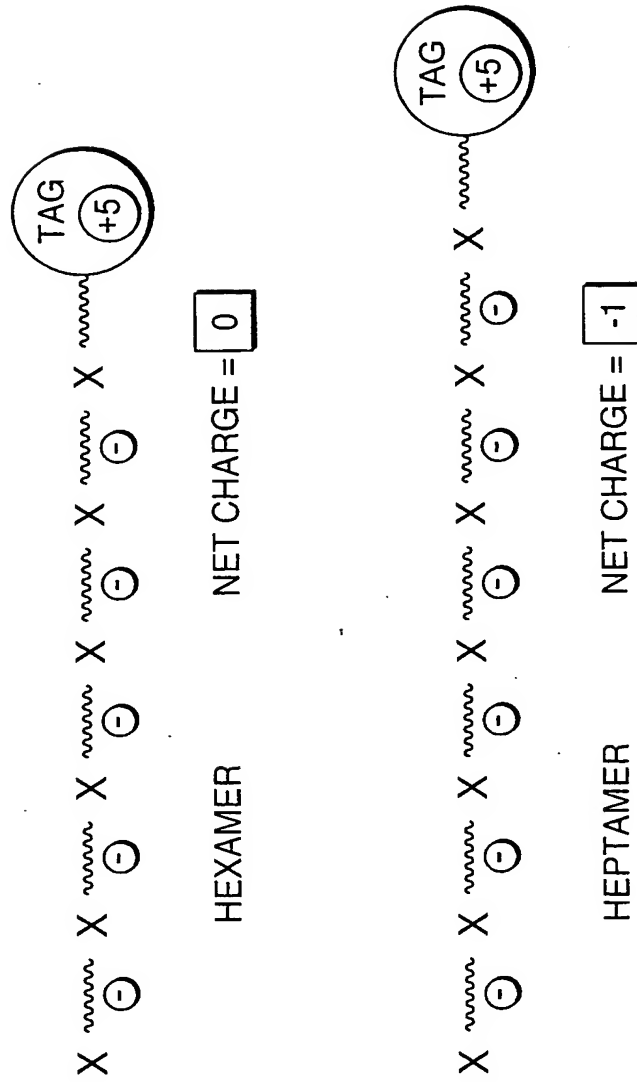 TAG
X X X X X X +5
- - - - -
HEXAMER NET CHARGE = 0
TAG
X X X X X X X +5
- - - - - -
HEPTAMER NET CHARGE = -1